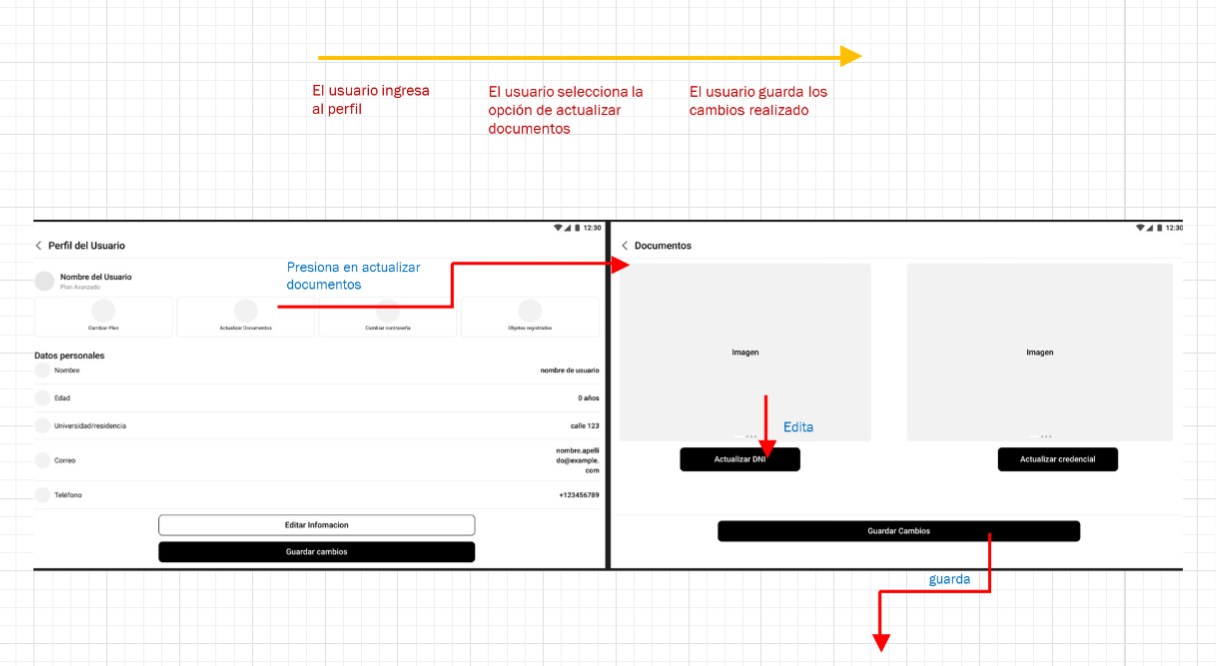 El usuario ingresa
al perfil
El usuario selecciona la
opción de actualizar
documentos
El usuario guarda los
cambios realizado
12:30
Perfil del Usuario
Nombre del Usuario
Plan Avanzado
Presiona en actualizar
documentos
Cambiar Plan
Actualizar Documentos
Cambiar contraseña
Objetos registrados
Datos personales
Nombre
nombre de usuario
Edad
0 años
Universidad/residencia
calle 123
Correo
nombre.apelli
do@example.
com
Teléfono
+123456789
Editar Infomacion
Guardar cambios
12:30
Documentos
Imagen
Imagen
Edita
Actualizar DNI
Actualizar credencial
Guardar Cambios
guarda